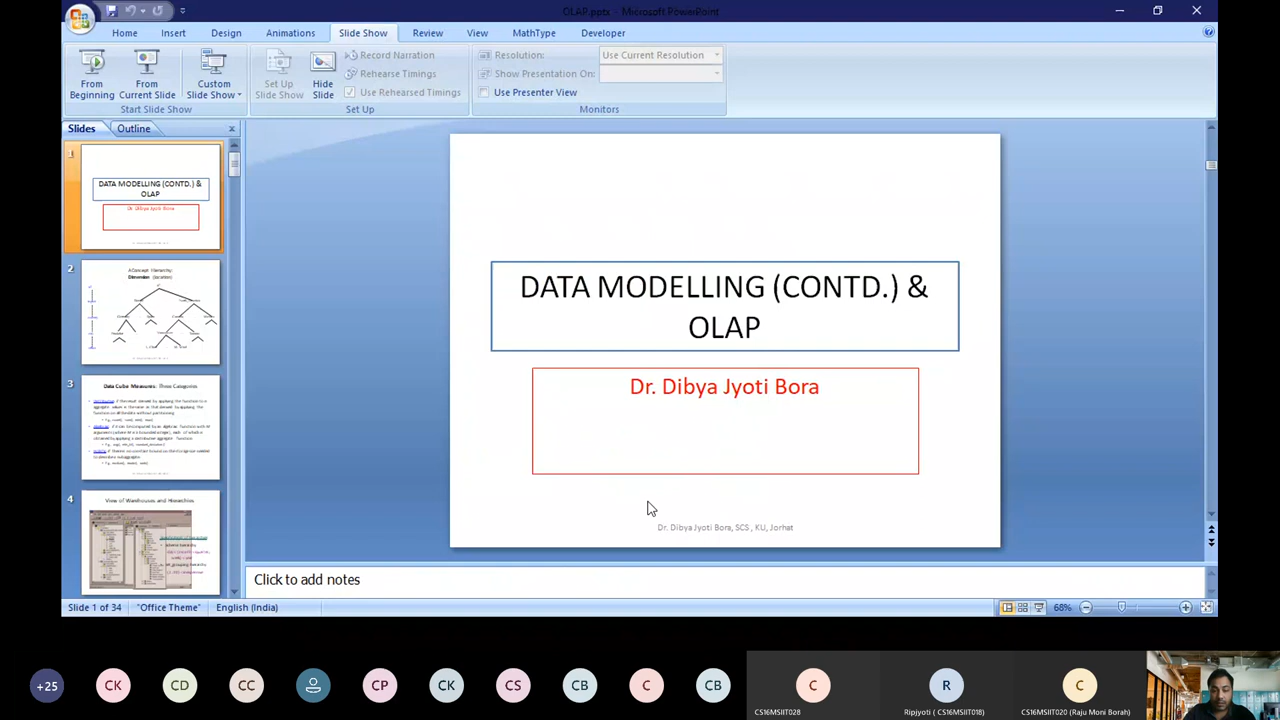 OLAP.pptx - Microsoft PowerPoint
Home Insert Design Animations Slide Show Review View MathType Developer
From Beginning
From Current Slide
Custom Slide Show
Start Slide Show
Set Up Slide Show
Hide Slide
Record Narration
Rehearse Timings
Use Rehearsed Timings
Set Up
Resolution: Use Current Resolution
Show Presentation On:
Use Presenter View
Monitors
Slides Outline
1
DATA MODELLING (CONTD.) &
OLAP
Dr. Dibya Jyoti Bora
2
A Concept Hierarchy:
Dimension (location)
3
Data Cube Measures: Three Categories
4
View of Warehouses and Hierarchies
DATA MODELLING (CONTD.) &
OLAP
Dr. Dibya Jyoti Bora
Dr. Dibya Jyoti Bora, SCS , KU, Jorhat
Click to add notes
Slide 1 of 34 "Office Theme" English (India) 68%
+25 CK CD CC CP CK CS CB C CB C R C
CS16MSIIT028 Ripjyoti ( CS16MSIIT018) CS16MSIIT020 (Raju Moni Borah)